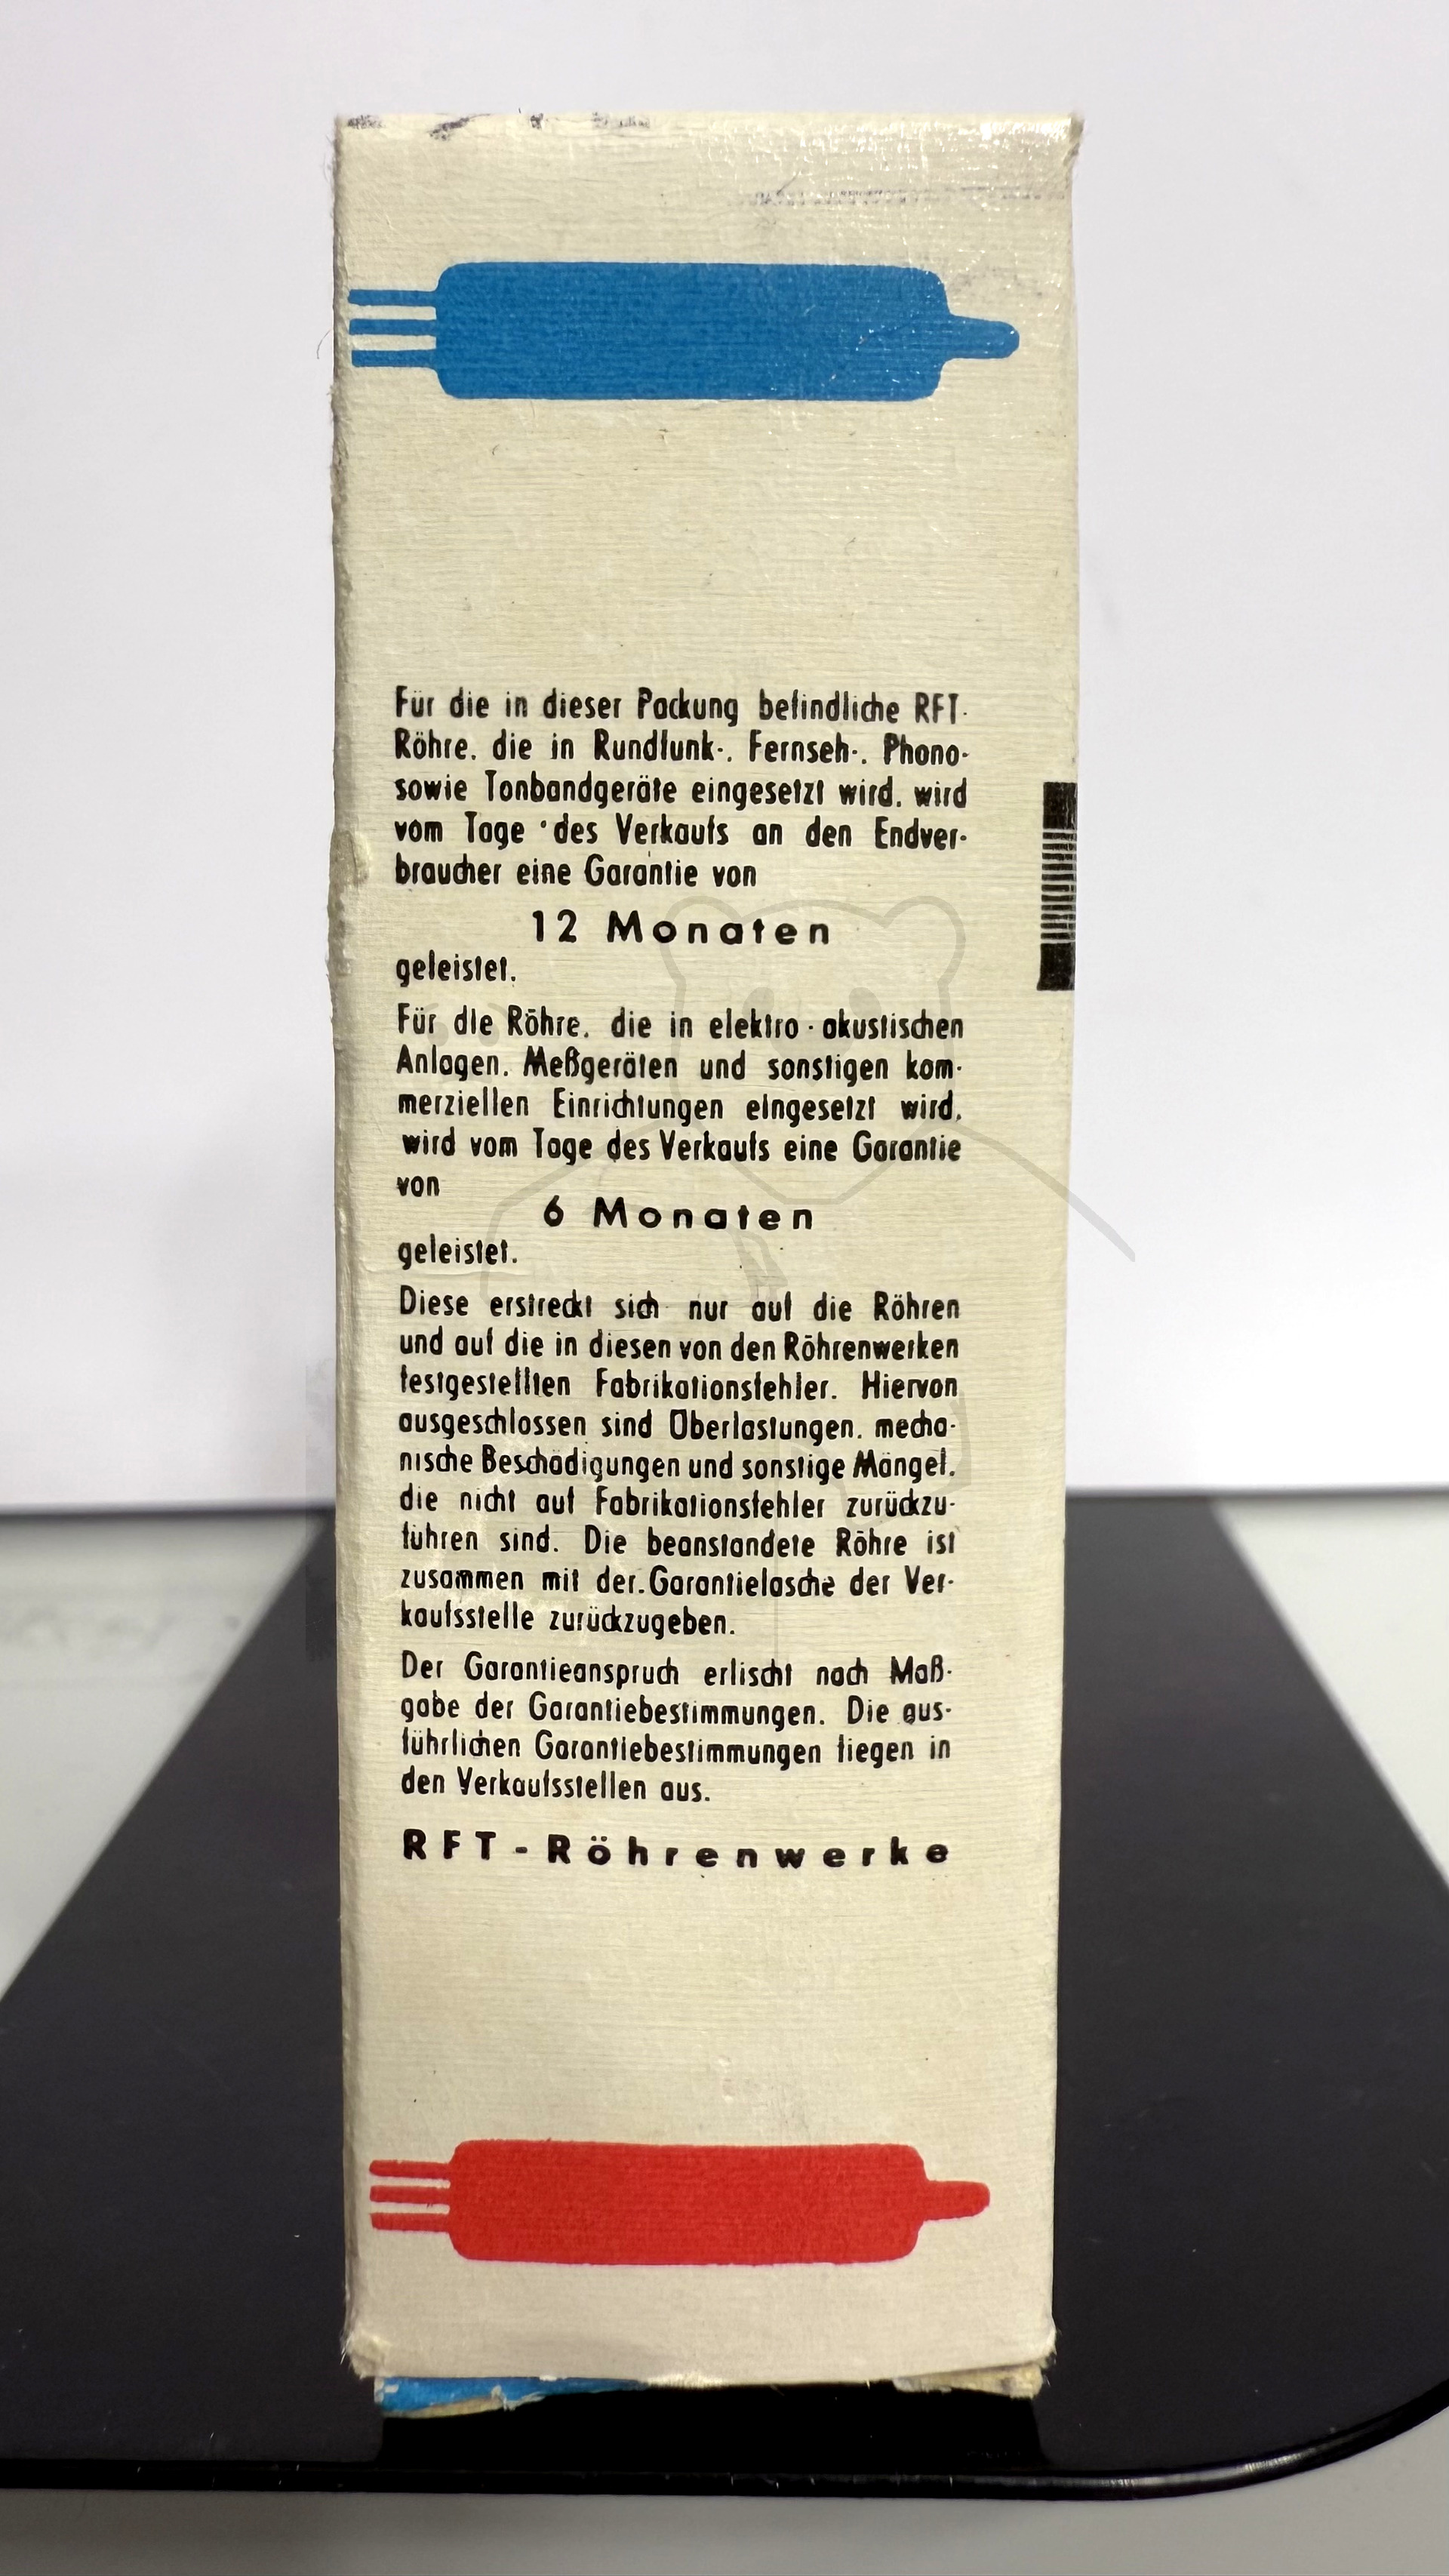 Für die in dieser Packung befindliche RFT-
Röhre, die in Rundfunk-, Fernseh-, Phono-
sowie Tonbandgeräte eingesetzt wird, wird
vom Tage des Verkaufs an den Endver-
braucher eine Garantie von
12 Monaten
geleistet.
Für die Röhre, die in elektro-akustischen
Anlagen, Meßgeräten und sonstigen kom-
merziellen Einrichtungen eingesetzt wird,
wird vom Tage des Verkaufs eine Garantie
von
6 Monaten
geleistet.
Diese erstreckt sich nur auf die Röhren
und auf die in diesen von den Röhrenwerken
festgestellten Fabrikationsfehler. Hiervon
ausgeschlossen sind Überlastungen, mecha-
nische Beschädigungen und sonstige Mängel,
die nicht auf Fabrikationsfehler zurückzu-
führen sind. Die beanstandete Röhre ist
zusammen mit der Garantielasche der Ver-
kaufsstelle zurückzugeben.
Der Garantieanspruch erlischt nach Maß-
gabe der Garantiebestimmungen. Die aus-
führlichen Garantiebestimmungen liegen in
den Verkaufsstellen aus.
RFT-Röhrenwerke